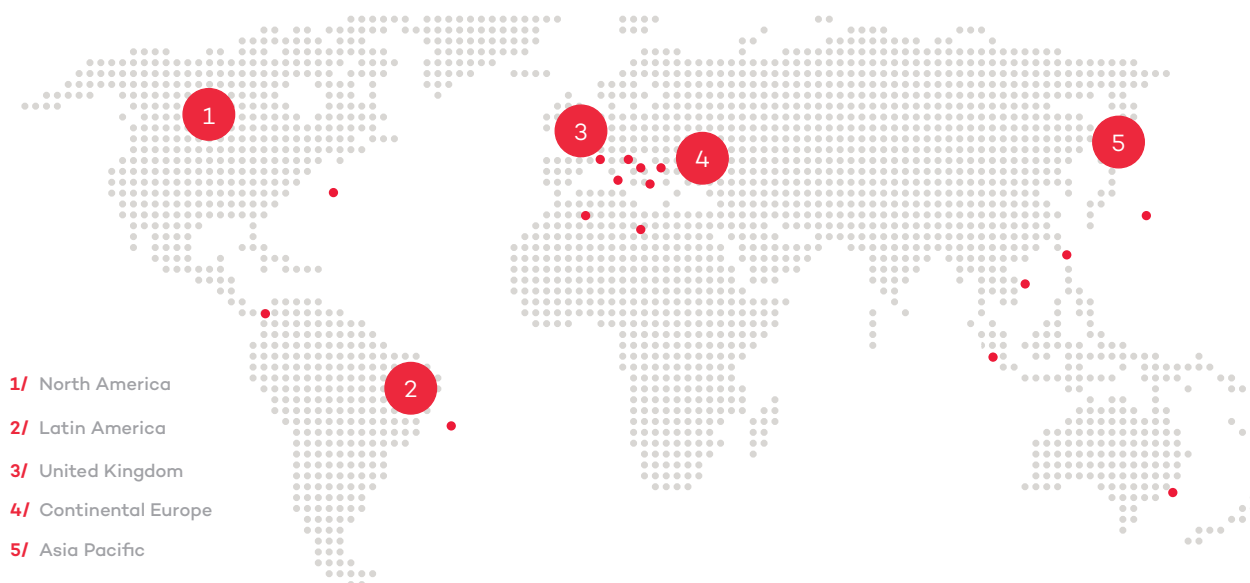 1
3
4
5
2
1/ North America
2/ Latin America
3/ United Kingdom
4/ Continental Europe
5/ Asia Pacific